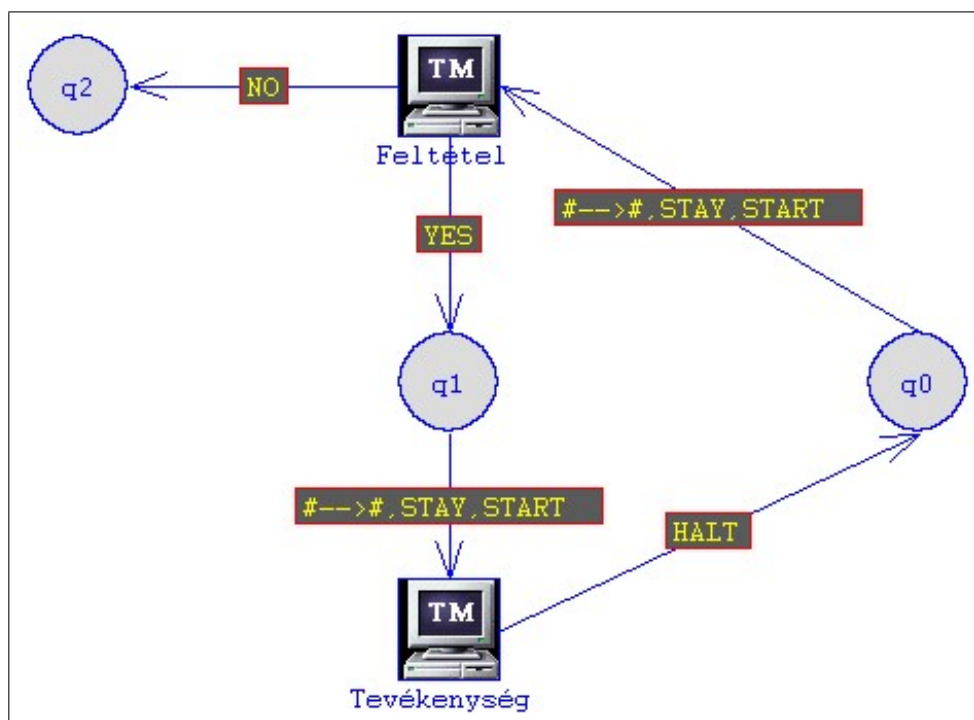 TM
q2
NO
Feltétel
#-->#,STAY,START
YES
q1
q0
#-->#,STAY,START
HALT
TM
Tevékenység